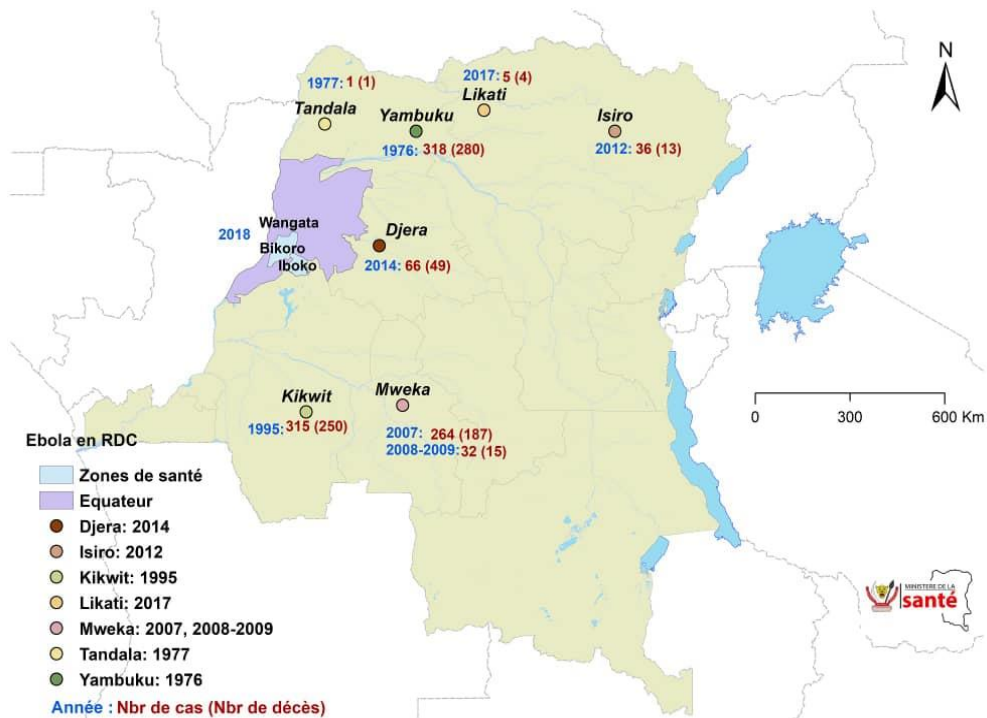 N
1977: 1 (1)
Tandala
2017: 5 (4)
Likati
Yambuku
1976: 318 (280)
Isiro
2012: 36 (13)
2018
Wangata
Bikoro
Iboko
Djera
2014: 66 (49)
Kikwit
1995: 315 (250)
Mweka
2007: 264 (187)
2008-2009: 32 (15)
0 300 600 Km
Ebola en RDC
Zones de santé
Equateur
Djera: 2014
Isiro: 2012
Kikwit: 1995
Likati: 2017
Mweka: 2007, 2008-2009
Tandala: 1977
Yambuku: 1976
Année : Nbr de cas (Nbr de décès)
MINISTERE DE LA
santé